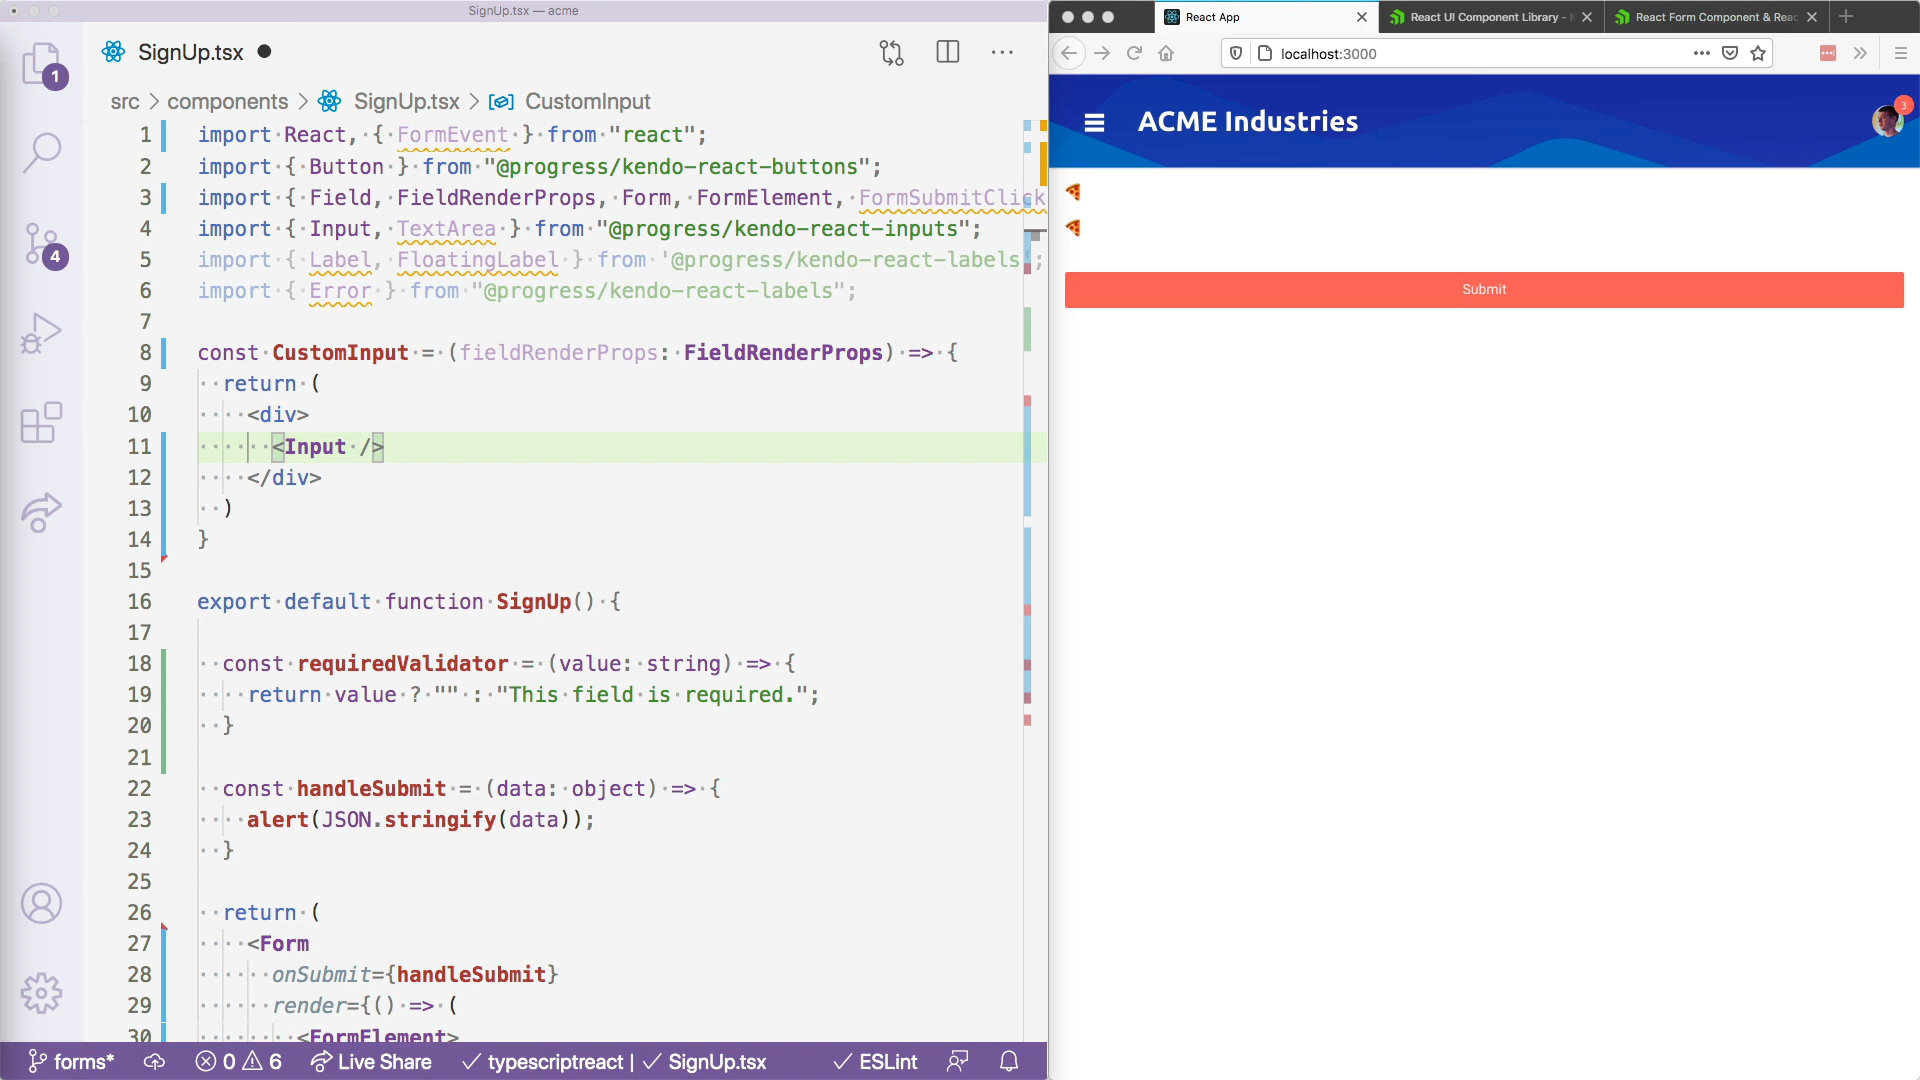 SignUp.tsx — acme
SignUp.tsx
src > components > SignUp.tsx > CustomInput
1 import React, { FormEvent } from "react";
2 import { Button } from "@progress/kendo-react-buttons";
3 import { Field, FieldRenderProps, Form, FormElement, FormSubmitClick
4 import { Input, TextArea } from "@progress/kendo-react-inputs";
5 import { Label, FloatingLabel } from '@progress/kendo-react-labels';
6 import { Error } from "@progress/kendo-react-labels";
7
8 const CustomInput = (fieldRenderProps: FieldRenderProps) => {
9 return (
10 <div>
11 <Input />
12 </div>
13 )
14 }
15
16 export default function SignUp() {
17
18 const requiredValidator = (value: string) => {
19 return value ? "" : "This field is required.";
20 }
21
22 const handleSubmit = (data: object) => {
23 alert(JSON.stringify(data));
24 }
25
26 return (
27 <Form
28 onSubmit={handleSubmit}
29 render={() => (
30 <FormElement>
1
4
forms* 0 6 Live Share typescriptreact | SignUp.tsx ESLint
React App
React UI Component Library - K
React Form Component & Reac
localhost:3000
ACME Industries
3
Submit